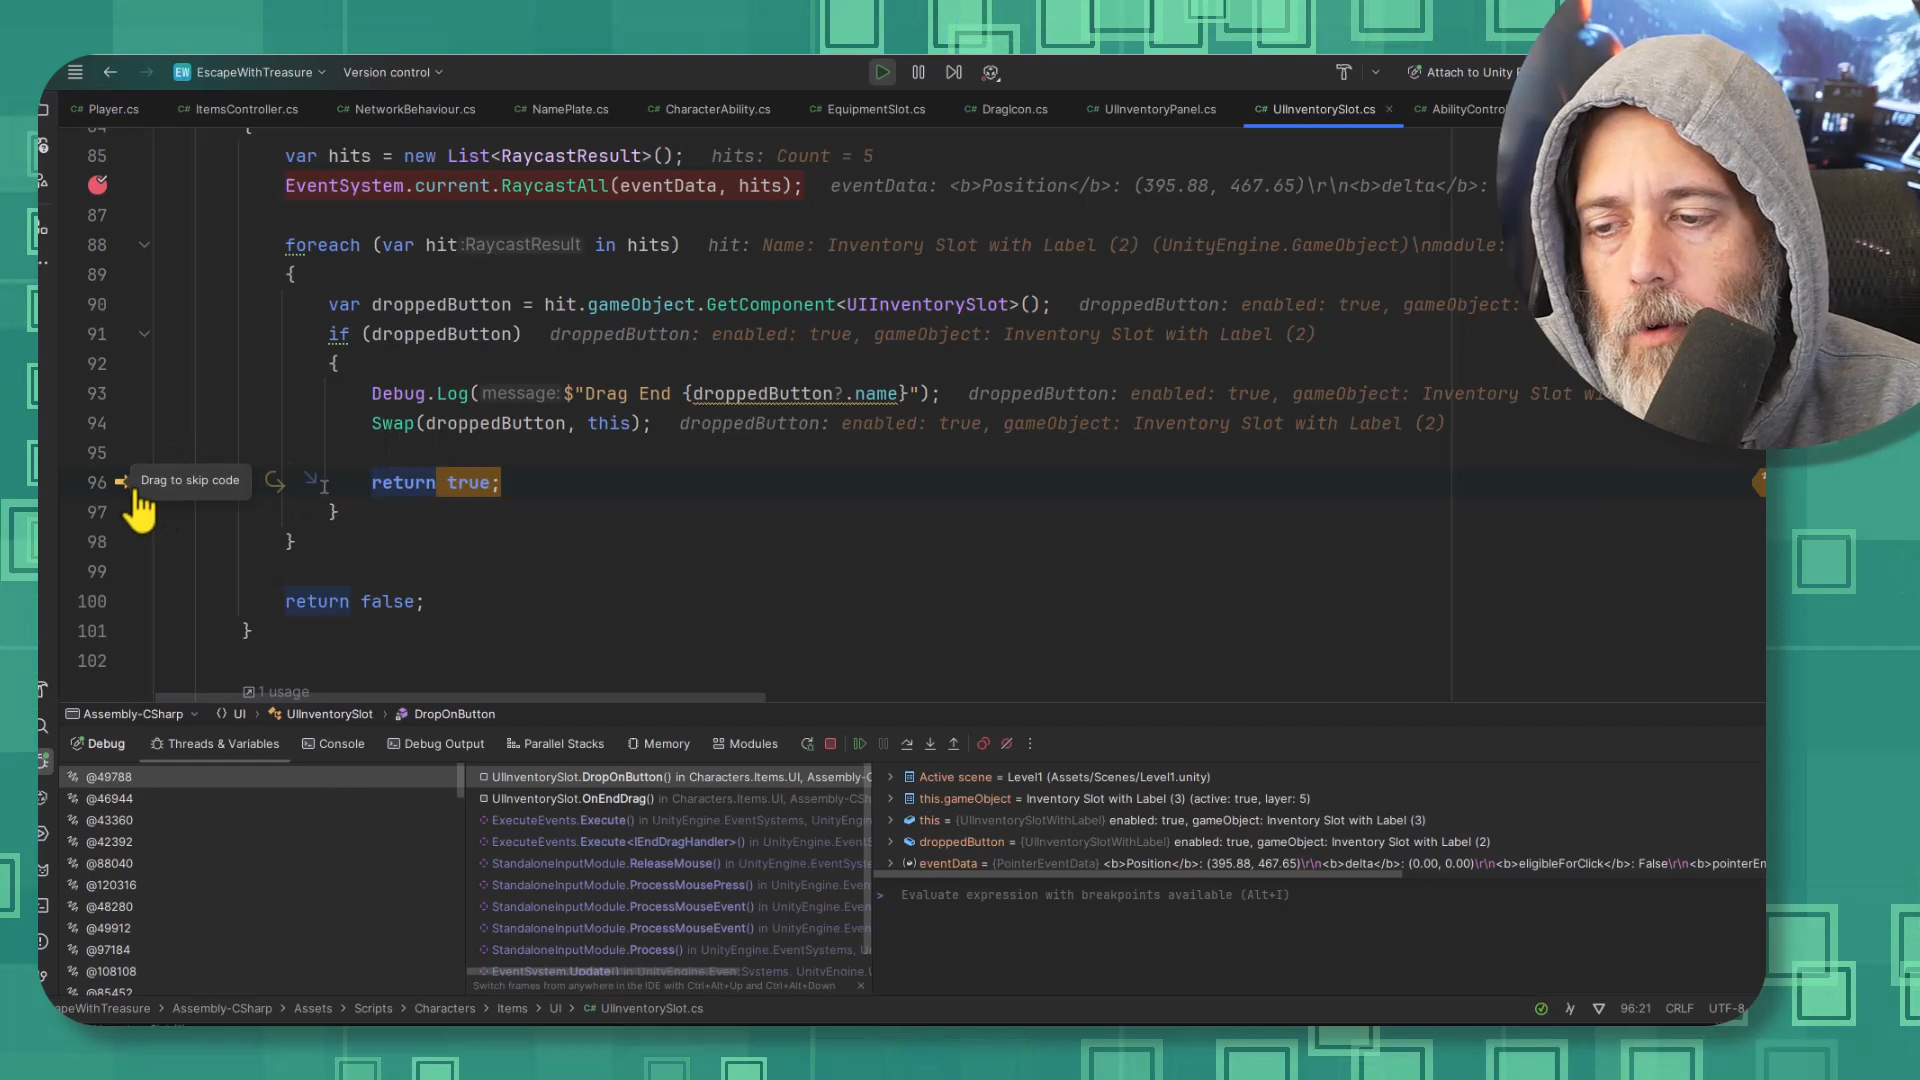 EW EscapeWithTreasure Version control Attach to Unity
C# Player.cs C# ItemsController.cs C# NetworkBehaviour.cs C# NamePlate.cs C# CharacterAbility.cs C# EquipmentSlot.cs C# DragIcon.cs C# UIInventoryPanel.cs C# UIInventorySlot.cs C# AbilityContro
84 {
85 var hits = new List<RaycastResult>(); hits: Count = 5
EventSystem.current.RaycastAll(eventData, hits); eventData: <b>Position</b>: (395.88, 467.65)\r\n<b>delta</b>:
87
88 foreach (var hit:RaycastResult in hits) hit: Name: Inventory Slot with Label (2) (UnityEngine.GameObject)\nmodule:
89 {
90 var droppedButton = hit.gameObject.GetComponent<UIInventorySlot>(); droppedButton: enabled: true, gameObject:
91 if (droppedButton) droppedButton: enabled: true, gameObject: Inventory Slot with Label (2)
92 {
93 Debug.Log(message:$"Drag End {droppedButton?.name}"); droppedButton: enabled: true, gameObject: Inventory Slot wi
94 Swap(droppedButton, this); droppedButton: enabled: true, gameObject: Inventory Slot with Label (2)
95
96 Drag to skip code return true;
97 }
98 }
99
100 return false;
101 }
102
1 usage
Assembly-CSharp UI UIInventorySlot DropOnButton
Debug Threads & Variables Console Debug Output Parallel Stacks Memory Modules
@49788
@46944
@43360
@42392
@88040
@120316
@48280
@49912
@97184
@108108
@85452
UIInventorySlot.DropOnButton() in Characters.Items.UI, Assembly-C
UIInventorySlot.OnEndDrag() in Characters.Items.UI, Assembly-CSh
ExecuteEvents.Execute() in UnityEngine.EventSystems, UnityEngin
ExecuteEvents.Execute<IEndDragHandler>() in UnityEngine.Event
StandaloneInputModule.ReleaseMouse() in UnityEngine.EventSyste
StandaloneInputModule.ProcessMousePress() in UnityEngine.Even
StandaloneInputModule.ProcessMouseEvent() in UnityEngine.Even
StandaloneInputModule.ProcessMouseEvent() in UnityEngine.Even
StandaloneInputModule.Process() in UnityEngine.EventSystems, U
EventSystem.Update() in UnityEngine.EventSystems, UnityEngine.U
Switch frames from anywhere in the IDE with Ctrl+Alt+Up and Ctrl+Alt+Down
Active scene = Level1 (Assets/Scenes/Level1.unity)
this.gameObject = Inventory Slot with Label (3) (active: true, layer: 5)
this = {UIInventorySlotWithLabel} enabled: true, gameObject: Inventory Slot with Label (3)
droppedButton = {UIInventorySlotWithLabel} enabled: true, gameObject: Inventory Slot with Label (2)
eventData = {PointerEventData} <b>Position</b>: (395.88, 467.65)\r\n<b>delta</b>: (0.00, 0.00)\r\n<b>eligibleForClick</b>: False\r\n<b>pointerEn
> Evaluate expression with breakpoints available (Alt+I)
apeWithTreasure Assembly-CSharp Assets Scripts Characters Items UI C# UIInventorySlot.cs 96:21 CRLF UTF-8